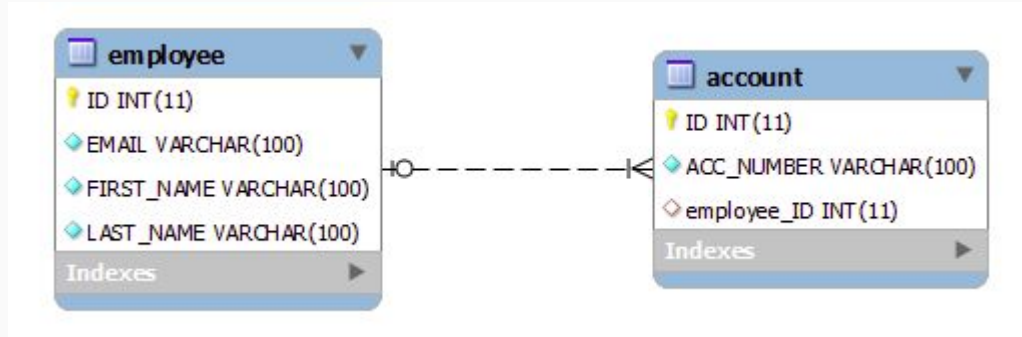 employee
ID INT(11)
EMAIL VARCHAR(100)
FIRST_NAME VARCHAR(100)
LAST_NAME VARCHAR(100)
Indexes
account
ID INT(11)
ACC_NUMBER VARCHAR(100)
employee_ID INT(11)
Indexes